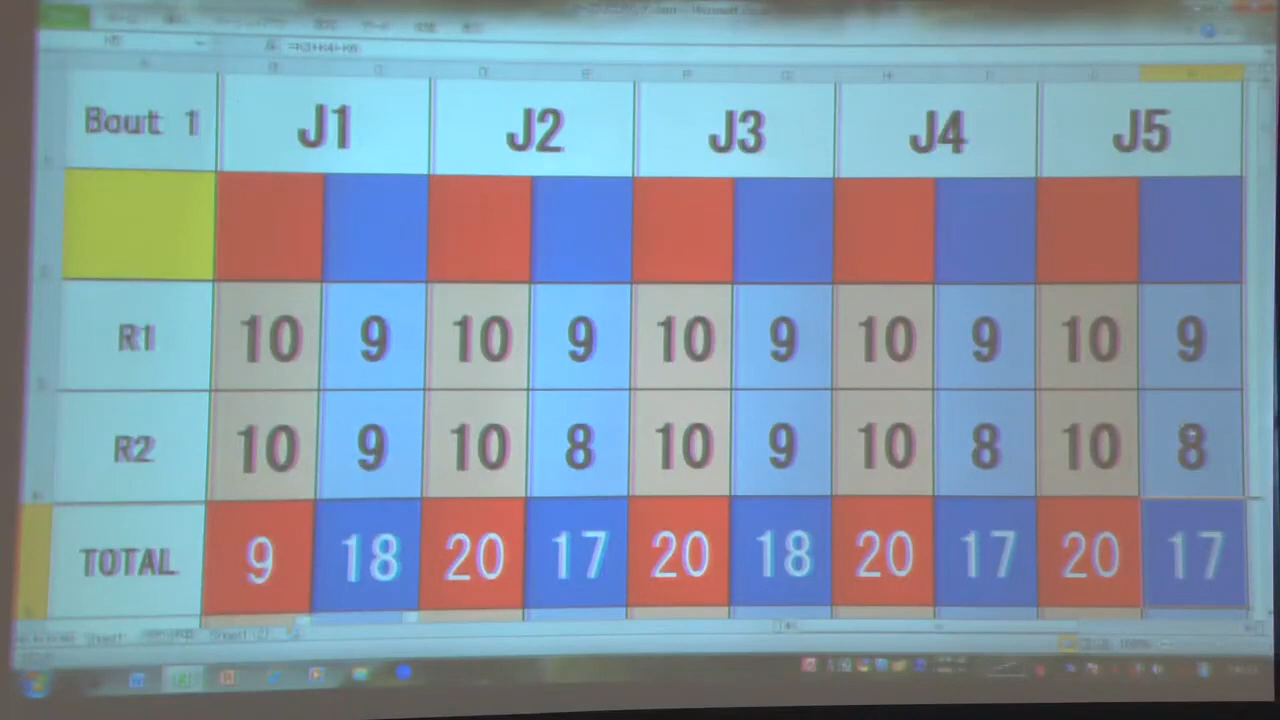 Bourt 1 J1 J2 J3 J4 J5
R1 10 9 10 9 10 9 10 9 10 9
R2 10 9 10 8 10 9 10 8 10 8
TOTAL 9 18 20 17 20 18 20 17 20 17